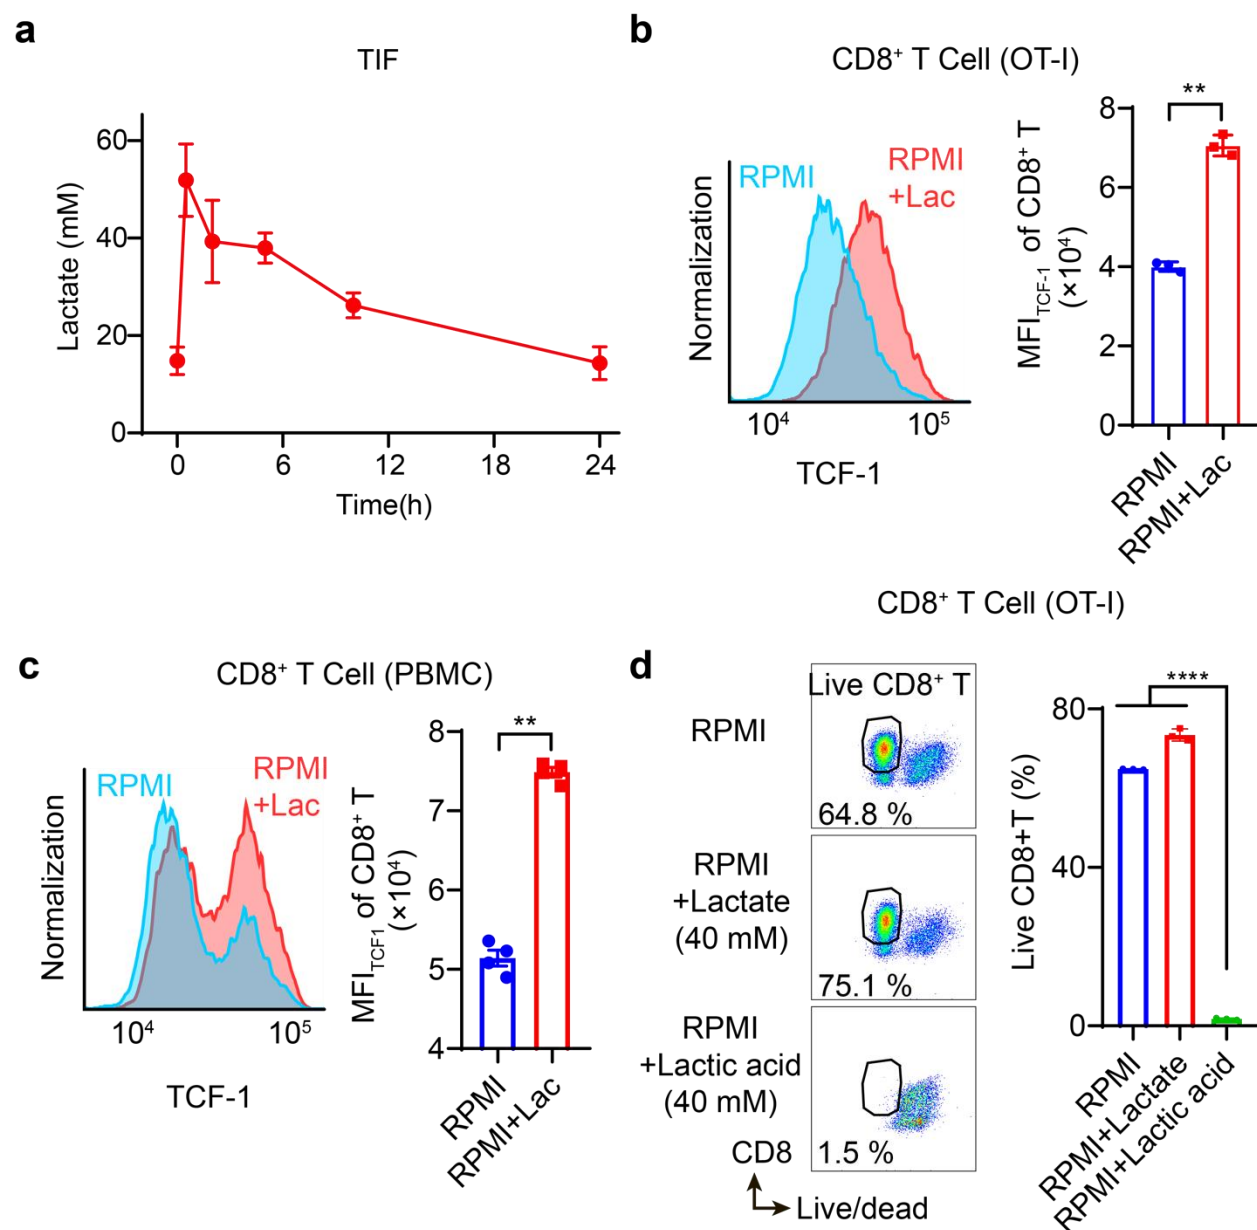 a
TIF
Lactate (mM)
60
40
20
0
0
6
12
18
24
Time(h)
b
CD8⁺ T Cell (OT-I)
Normalization
RPMI
RPMI
+Lac
10⁴
10⁵
TCF-1
MFI_TCF-1 of CD8⁺ T
(×10⁴)
8
6
4
2
0
**
RPMI
RPMI+Lac
c
CD8⁺ T Cell (PBMC)
Normalization
RPMI
RPMI
+Lac
10⁴
10⁵
TCF-1
MFI_TCF1 of CD8⁺ T
(×10⁴)
8
7
5
4
**
RPMI
RPMI+Lac
CD8⁺ T Cell (OT-I)
d
RPMI
Live CD8⁺ T
64.8 %
RPMI
+Lactate
(40 mM)
75.1 %
RPMI
+Lactic acid
(40 mM)
1.5 %
CD8
Live/dead
Live CD8+T (%)
80
40
0
****
RPMI
RPMI+Lactate
RPMI+Lactic acid